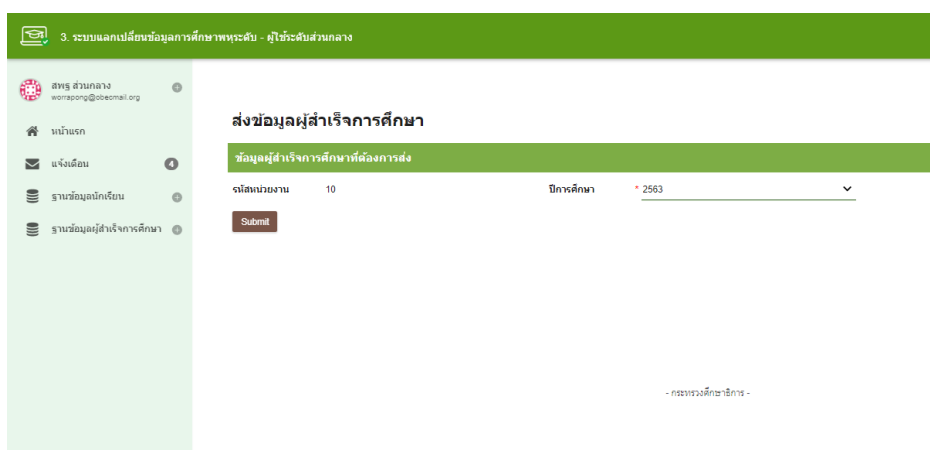 3. ระบบแลกเปลี่ยนข้อมูลการศึกษาพหุระดับ - ผู้ใช้ระดับส่วนกลาง
สพฐ ส่วนกลาง
worrapong@obecmail.org
หน้าแรก
แจ้งเตือน 4
ฐานข้อมูลนักเรียน
ฐานข้อมูลผู้สำเร็จการศึกษา
ส่งข้อมูลผู้สำเร็จการศึกษา
ข้อมูลผู้สำเร็จการศึกษาที่ต้องการส่ง
รหัสหน่วยงาน 10 ปีการศึกษา * 2563
Submit
- กระทรวงศึกษาธิการ -